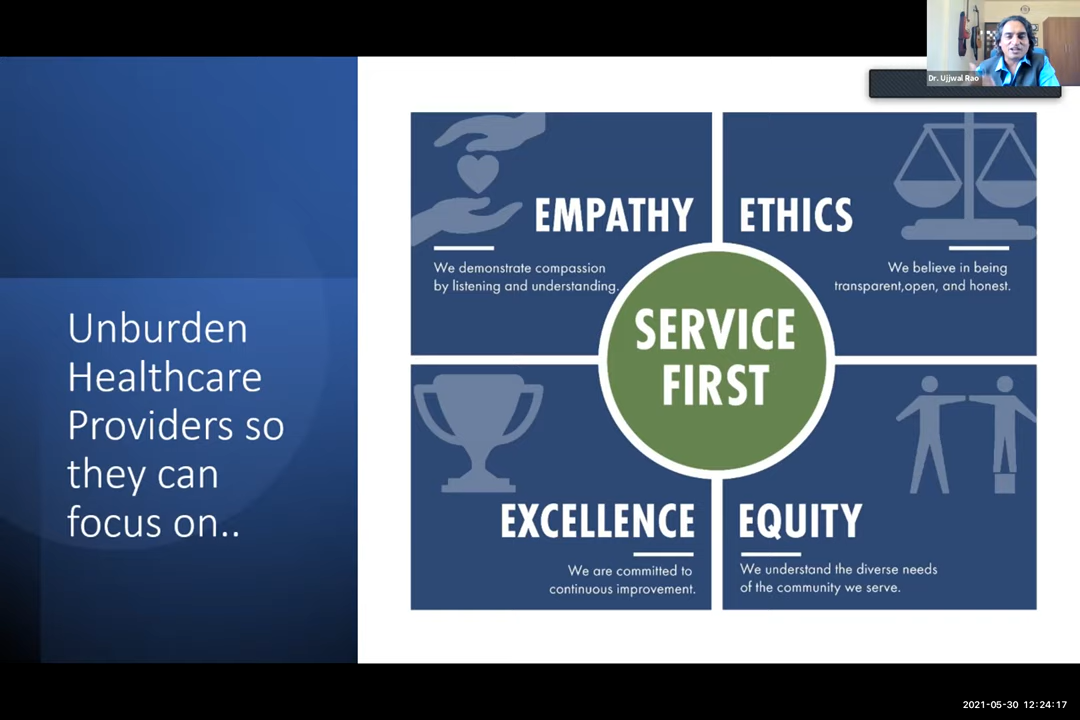 Dr. Ujjwal Rao
Unburden
Healthcare
Providers so
they can
focus on..
EMPATHY
We demonstrate compassion
by listening and understanding.
ETHICS
We believe in being
transparent,open, and honest.
SERVICE
FIRST
EXCELLENCE
We are committed to
continuous improvement.
EQUITY
We understand the diverse needs
of the community we serve.
2021-05-30 12:24:17